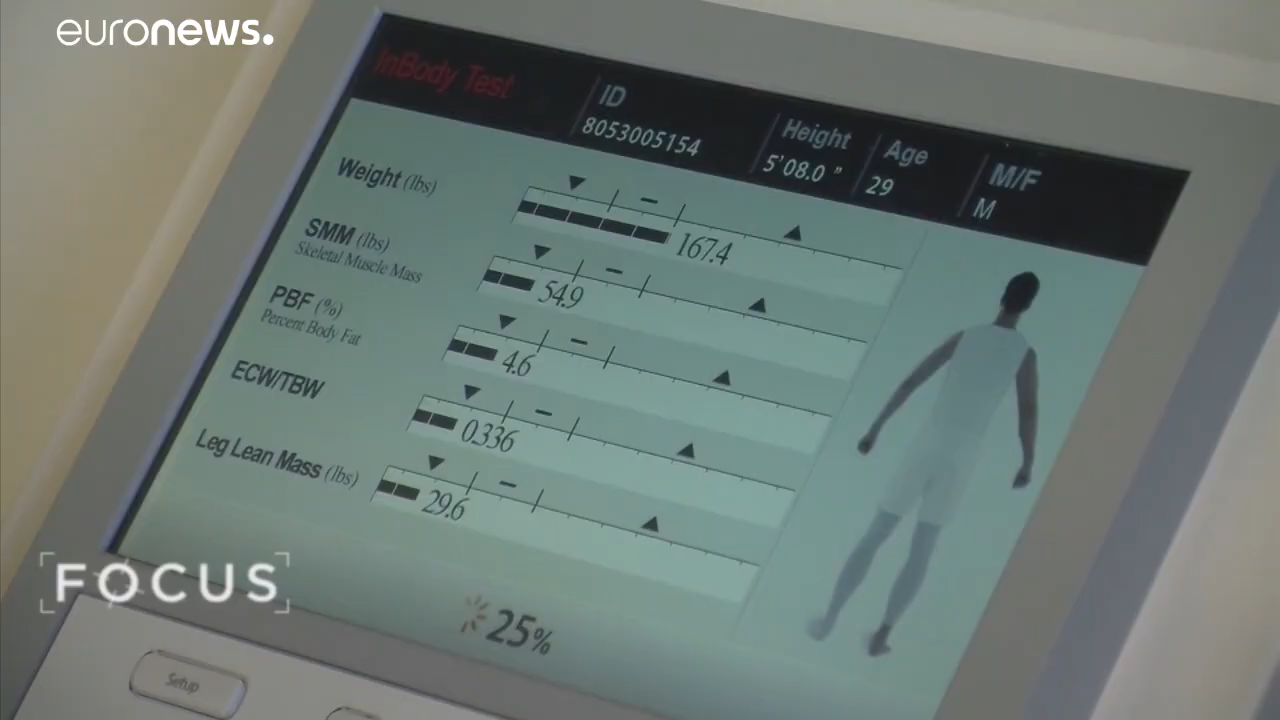 euronews.
InBody Test
ID
8053005154
Height
5'08.0 "
Age
29
M/F
M
Weight (lbs)
167.4
SMM (lbs)
Skeletal Muscle Mass
54.9
PBF (%)
Percent Body Fat
4.6
ECW/TBW
0.336
Leg Lean Mass (lbs)
29.6
25%
FOCUS
Setup